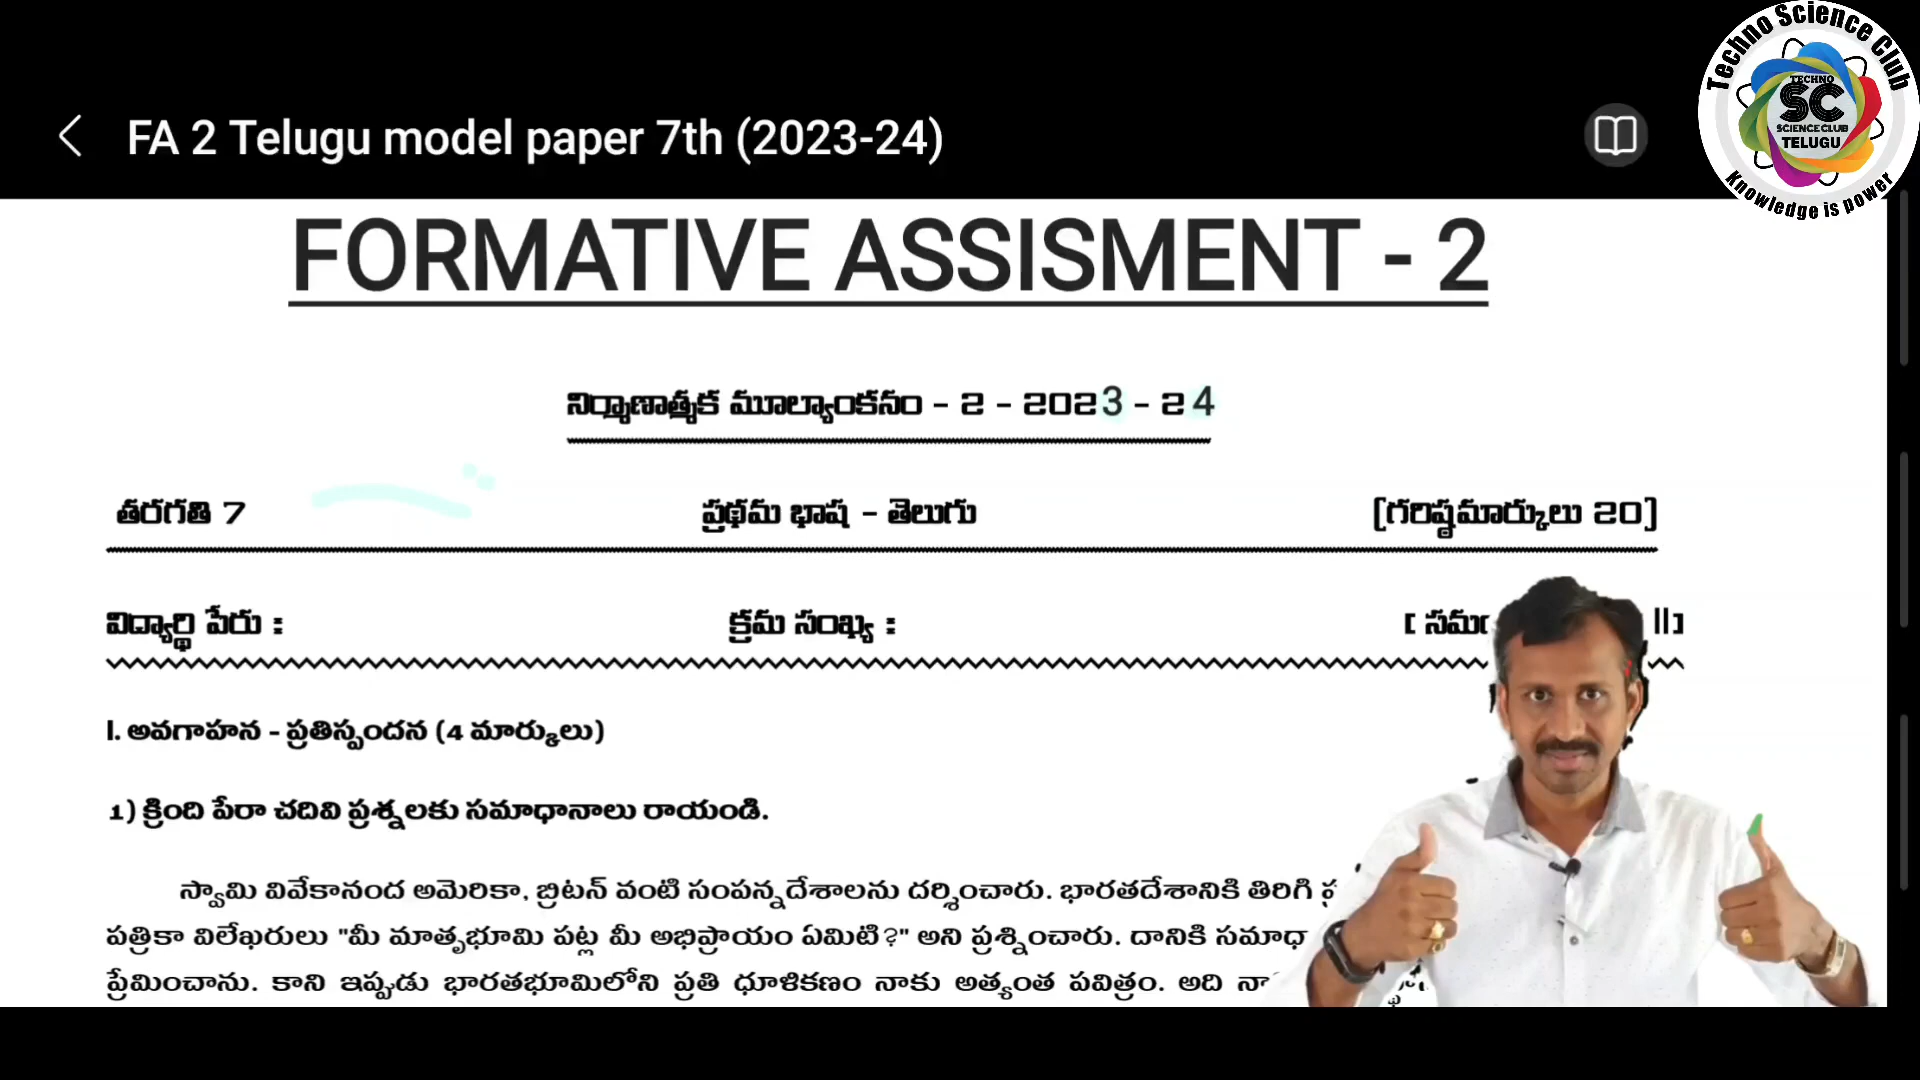 Techno Science Club
TECHNO
SC
SCIENCE CLUB
TELUGU
Knowledge is power
FA 2 Telugu model paper 7th (2023-24)
FORMATIVE ASSISMENT - 2
నిర్మాణాత్మక మూల్యాంకనం - 2 - 2023 - 24
తరగతి 7 ప్రథమ భాష - తెలుగు [గరిష్ఠమార్కులు 20]
విద్యార్థి పేరు : క్రమ సంఖ్య : [ ]
I. అవగాహన - ప్రతిస్పందన (4 మార్కులు)
1) క్రింది పేరా చదివి ప్రశ్నలకు సమాధానాలు రాయండి.
స్వామి వివేకానంద అమెరికా, బ్రిటన్ వంటి సంపన్నదేశాలను దర్శించారు. భారతదేశానికి తిరిగి
పత్రికా విలేఖరులు "మీ మాతృభూమి పట్ల మీ అభిప్రాయం ఏమిటి?" అని ప్రశ్నించారు. దానికి
ప్రేమించాను. కాని ఇప్పుడు భారతభూమిలోని ప్రతి ధూళికణం నాకు అత్యంత పవిత్రం. అది